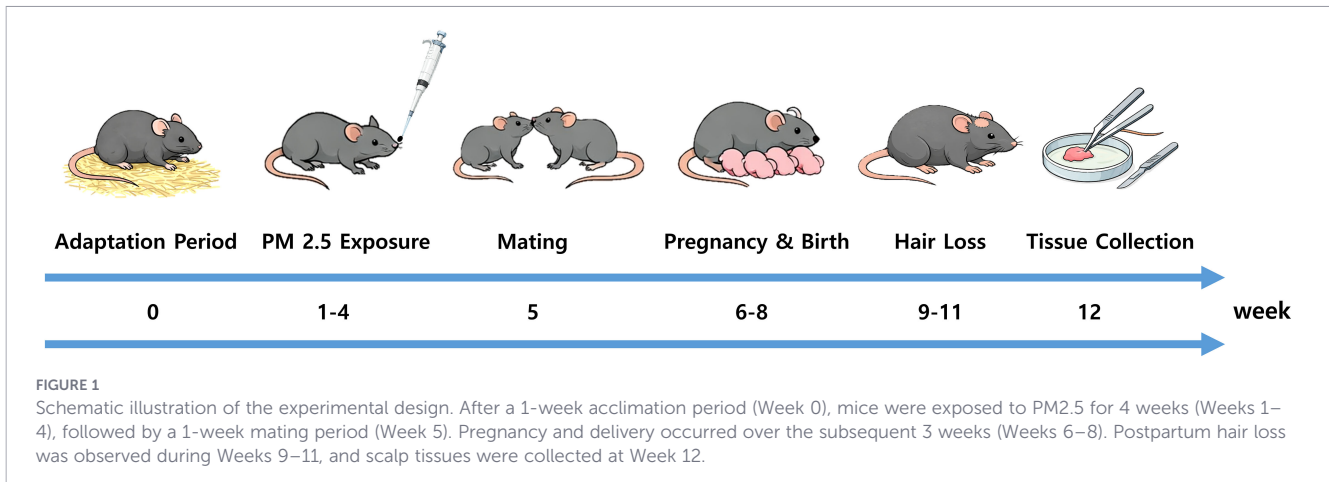 Adaptation Period PM 2.5 Exposure Mating Pregnancy & Birth Hair Loss Tissue Collection
0 1-4 5 6-8 9-11 12 week
FIGURE 1
Schematic illustration of the experimental design. After a 1-week acclimation period (Week 0), mice were exposed to PM2.5 for 4 weeks (Weeks 1–
4), followed by a 1-week mating period (Week 5). Pregnancy and delivery occurred over the subsequent 3 weeks (Weeks 6–8). Postpartum hair loss
was observed during Weeks 9–11, and scalp tissues were collected at Week 12.